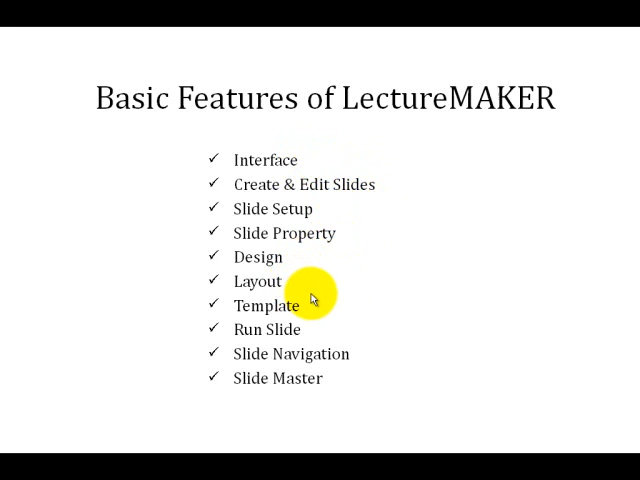 Basic Features of LectureMAKER
✓ Interface
✓ Create & Edit Slides
✓ Slide Setup
✓ Slide Property
✓ Design
✓ Layout
✓ Template
✓ Run Slide
✓ Slide Navigation
✓ Slide Master